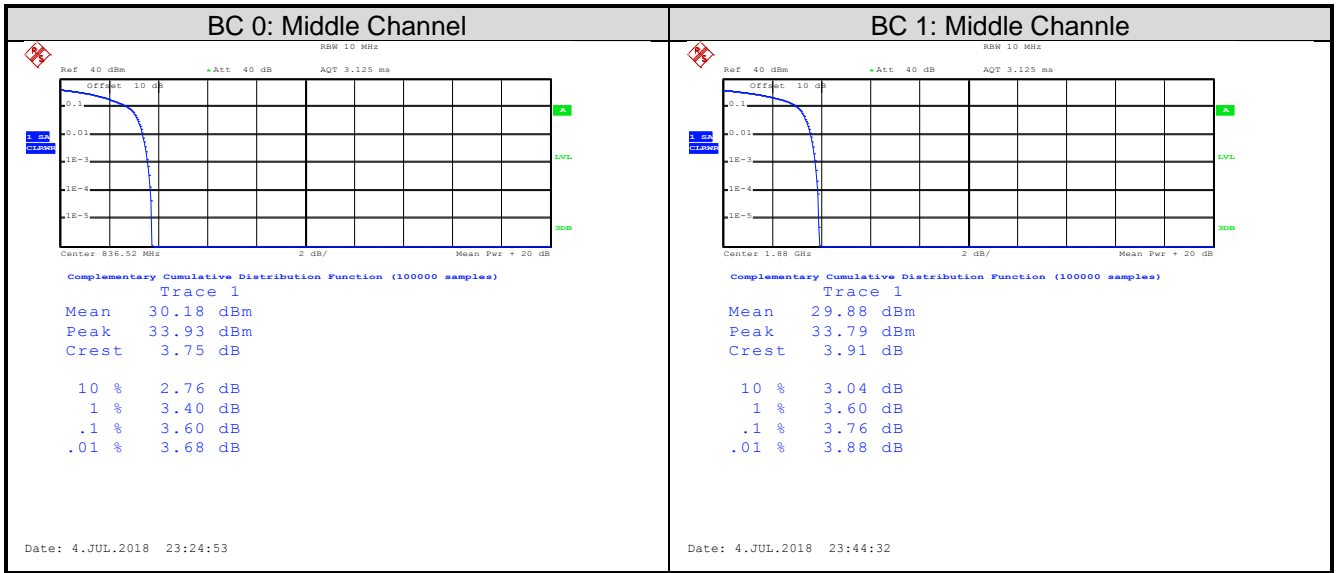 BC 0: Middle Channel
R S
RBW 10 MHz
Ref 40 dBm *Att 40 dB AQT 3.125 ms
Offset 10 dB
0.1
A
0.01
1 SA
CLRWR
1E-3
LVL
1E-4
1E-5
3DB
Center 836.52 MHz 2 dB/ Mean Pwr + 20 dB
Complementary Cumulative Distribution Function (100000 samples)
Trace 1
Mean 30.18 dBm
Peak 33.93 dBm
Crest 3.75 dB
10 % 2.76 dB
1 % 3.40 dB
.1 % 3.60 dB
.01 % 3.68 dB
Date: 4.JUL.2018 23:24:53
BC 1: Middle Channle
R S
RBW 10 MHz
Ref 40 dBm *Att 40 dB AQT 3.125 ms
Offset 10 dB
0.1
A
0.01
1 SA
CLRWR
1E-3
LVL
1E-4
1E-5
3DB
Center 1.88 GHz 2 dB/ Mean Pwr + 20 dB
Complementary Cumulative Distribution Function (100000 samples)
Trace 1
Mean 29.88 dBm
Peak 33.79 dBm
Crest 3.91 dB
10 % 3.04 dB
1 % 3.60 dB
.1 % 3.76 dB
.01 % 3.88 dB
Date: 4.JUL.2018 23:44:32